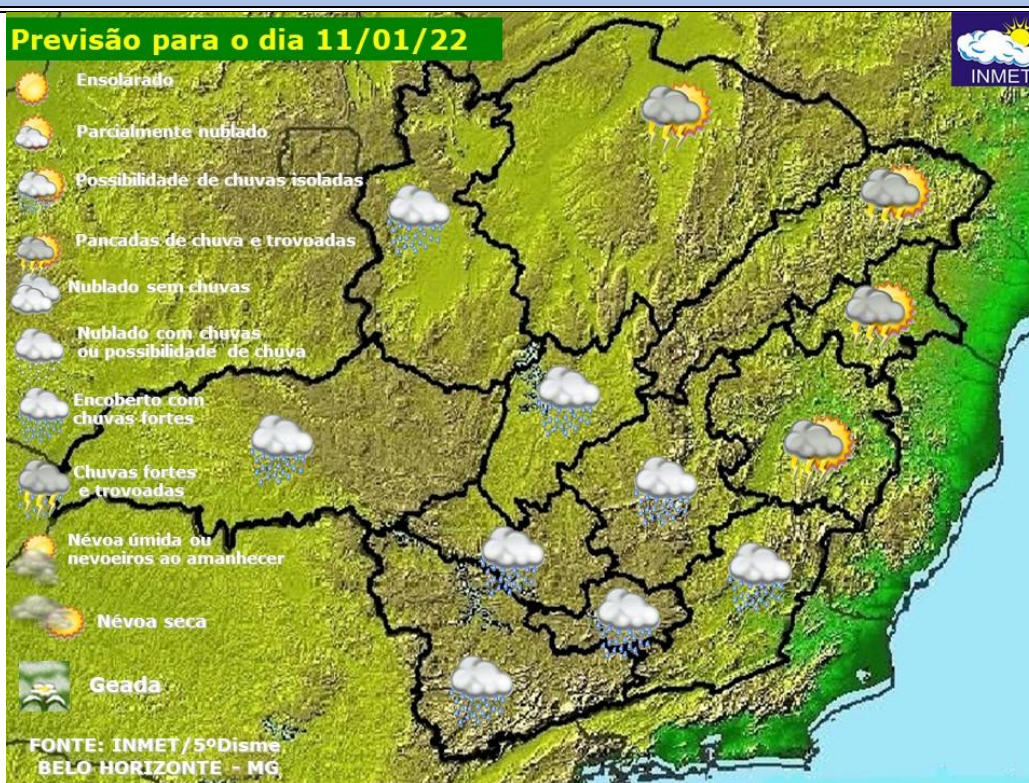 Previsão para o dia 11/01/22
INMET
Ensolarado
Parcialmente nublado
Possibilidade de chuvas isoladas
Pancadas de chuva e trovoadas
Nublado sem chuvas
Nublado com chuvas
ou possibilidade de chuva
Encoberto com
chuvas fortes
Chuvas fortes
e trovoadas
Névoa úmida ou
nevoeiros ao amanhecer
Névoa seca
Geada
FONTE: INMET/5ºDisme
BELO HORIZONTE - MG